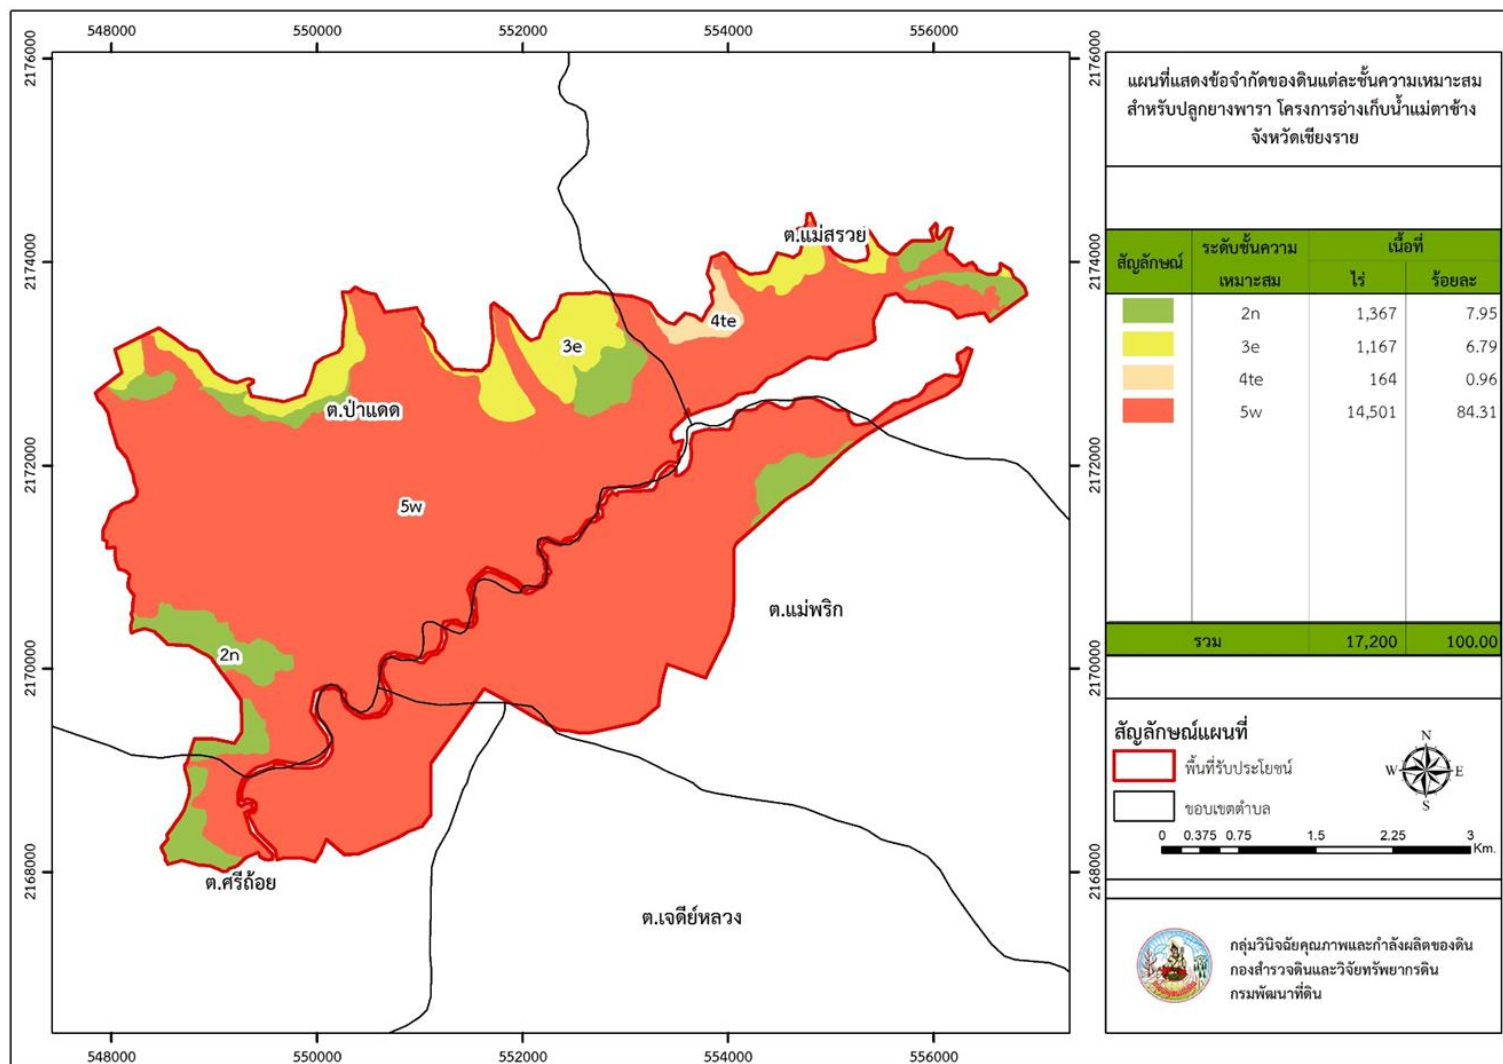 548000 550000 552000 554000 556000
2176000 2176000
2174000 2174000
2172000 2172000
2170000 2170000
2168000 2168000
ต.แม่สรวย
4te
3e
ต.ป่าแดด
5w
ต.แม่พริก
2n
ต.ศรีถ้อย
ต.เจดีย์หลวง
548000 550000 552000 554000 556000
แผนที่แสดงข้อจำกัดของดินแต่ละชั้นความเหมาะสม
สำหรับปลูกยางพารา โครงการอ่างเก็บน้ำแม่ตาช้าง
จังหวัดเชียงราย
สัญลักษณ์ ระดับชั้นความ เนื้อที่
เหมาะสม ไร่ ร้อยละ
2n 1,367 7.95
3e 1,167 6.79
4te 164 0.96
5w 14,501 84.31
รวม 17,200 100.00
สัญลักษณ์แผนที่
พื้นที่รับประโยชน์
ขอบเขตตำบล
N
W E
S
0 0.375 0.75 1.5 2.25 3
Km.
กลุ่มวินิจฉัยคุณภาพและกำลังผลิตของดิน
กองสำรวจดินและวิจัยทรัพยากรดิน
กรมพัฒนาที่ดิน